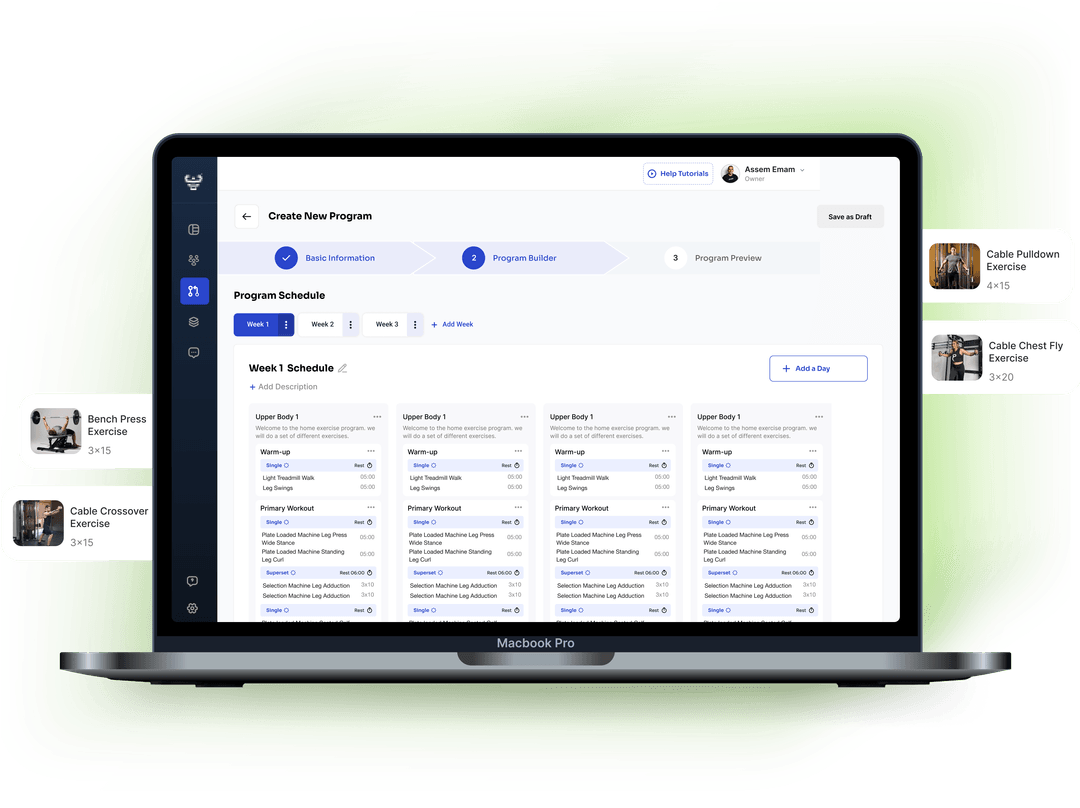 Help Tutorials
Assem Emam
Owner
Create New Program
Save as Draft
Basic Information
2
Program Builder
3
Program Preview
Program Schedule
Week 1
Week 2
Week 3
+ Add Week
Week 1 Schedule
+ Add a Day
+ Add Description
Upper Body 1
Welcome to the home exercise program. we
will do a set of different exercises.
Warm-up
Single
Rest
Light Treadmill Walk 05:00
Leg Swings 05:00
Primary Workout
Single
Rest
Plate Loaded Machine Leg Press
Wide Stance
05:00
Plate Loaded Machine Standing
Leg Curl
05:00
Superset
Rest 06:00
Selection Machine Leg Adduction 3x10
Selection Machine Leg Adduction 3x10
Single
Rest
Upper Body 1
Welcome to the home exercise program. we
will do a set of different exercises.
Warm-up
Single
Rest
Light Treadmill Walk 05:00
Leg Swings 05:00
Primary Workout
Single
Rest
Plate Loaded Machine Leg Press
Wide Stance
05:00
Plate Loaded Machine Standing
Leg Curl
05:00
Superset
Rest 06:00
Selection Machine Leg Adduction 3x10
Selection Machine Leg Adduction 3x10
Single
Rest
Upper Body 1
Welcome to the home exercise program. we
will do a set of different exercises.
Warm-up
Single
Rest
Light Treadmill Walk 05:00
Leg Swings 05:00
Primary Workout
Single
Rest
Plate Loaded Machine Leg Press
Wide Stance
05:00
Plate Loaded Machine Standing
Leg Curl
05:00
Superset
Rest 06:00
Selection Machine Leg Adduction 3x10
Selection Machine Leg Adduction 3x10
Single
Rest
Upper Body 1
Welcome to the home exercise program. we
will do a set of different exercises.
Warm-up
Single
Rest
Light Treadmill Walk 05:00
Leg Swings 05:00
Primary Workout
Single
Rest
Plate Loaded Machine Leg Press
Wide Stance
05:00
Plate Loaded Machine Standing
Leg Curl
05:00
Superset
Rest 06:00
Selection Machine Leg Adduction 3x10
Selection Machine Leg Adduction 3x10
Single
Rest
Macbook Pro
Bench Press
Exercise
3×15
Cable Crossover
Exercise
3×15
Cable Pulldown
Exercise
4×15
Cable Chest Fly
Exercise
3×20